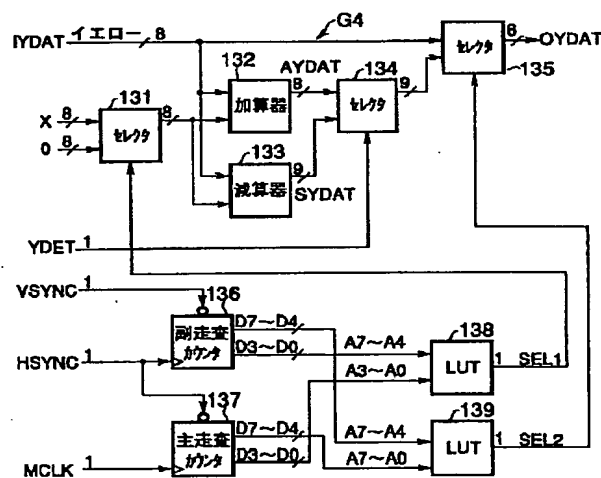 IYDAT イエロー 8 G4 8 OYDAT
セレクタ
135
132
AYDAT
134
加算器 8
セレクタ 9
131
X 8
0 8
セレクタ
8
133
減算器
9
SYDAT
YDET 1
VSYNC 1
136
副走査
カウンタ
D7～D4
D3～D0
A7～A4
A3～A0
138
LUT
1 SEL1
HSYNC 1
137
主走査
カウンタ
D7～D4
D3～D0
A7～A4
A7～A0
139
LUT
1 SEL2
MCLK 1